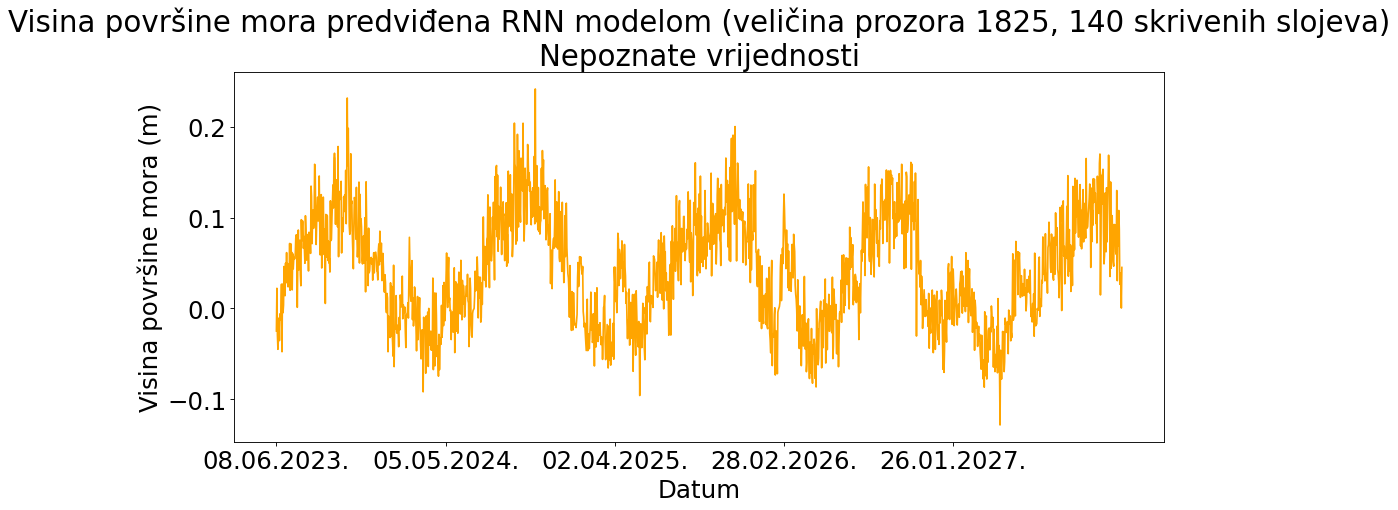 Visina površine mora predviđena RNN modelom (veličina prozora 1825, 140 skrivenih slojeva)
Nepoznate vrijednosti
Visina površine mora (m)
0.2
0.1
0.0
−0.1
08.06.2023. 05.05.2024. 02.04.2025. 28.02.2026. 26.01.2027.
Datum